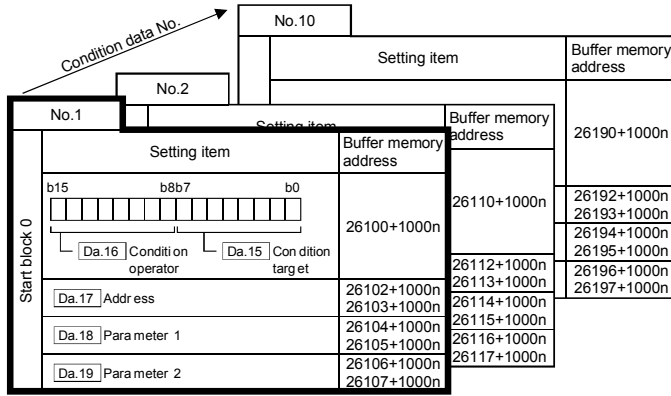 Condition data No.
No.10
Setting item
Buffer memory
address
26190+1000n
26192+1000n
26193+1000n
26194+1000n
26195+1000n
26196+1000n
26197+1000n
No.2
Setting item
Buffer memory
address
26110+1000n
26112+1000n
26113+1000n
26114+1000n
26115+1000n
26116+1000n
26117+1000n
No.1
Start block 0
Setting item
Buffer memory
address
b15 b8b7 b0
Da.16 Condition
operator
Da.15 Condition
target
26100+1000n
Da.17 Address
26102+1000n
26103+1000n
Da.18 Parameter 1
26104+1000n
26105+1000n
Da.19 Parameter 2
26106+1000n
26107+1000n